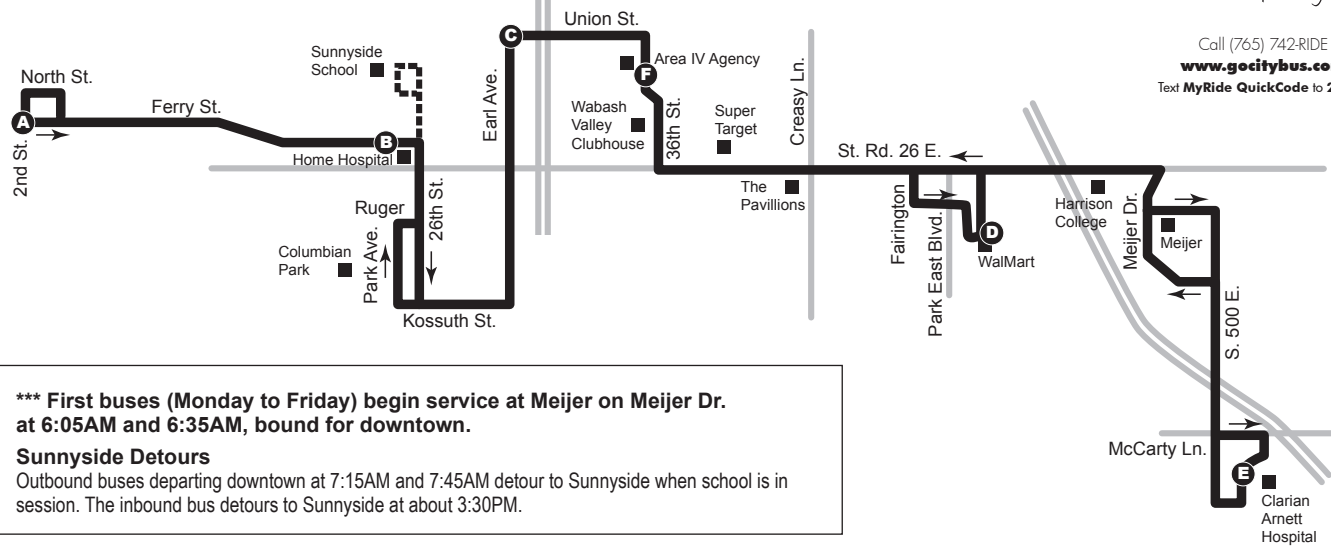 Call (765) 742-RIDE
www.gocitybus.co
Text MyRide QuickCode to 2
Union St.
C
Sunnyside
School
Area IV Agency
F
North St.
Ferry St.
A
2nd St.
B
Home Hospital
Earl Ave.
Wabash
Valley
Clubhouse
36th St.
Super
Target
Creasy Ln.
St. Rd. 26 E.
The
Pavillions
Ruger
26th St.
Columbian
Park
Park Ave.
Kossuth St.
Fairington
Park East Blvd.
D
WalMart
Harrison
College
Meijer Dr.
Meijer
S. 500 E.
McCarty Ln.
E
Clarian
Arnett
Hospital
*** First buses (Monday to Friday) begin service at Meijer on Meijer Dr.
at 6:05AM and 6:35AM, bound for downtown.
Sunnyside Detours
Outbound buses departing downtown at 7:15AM and 7:45AM detour to Sunnyside when school is in
session. The inbound bus detours to Sunnyside at about 3:30PM.